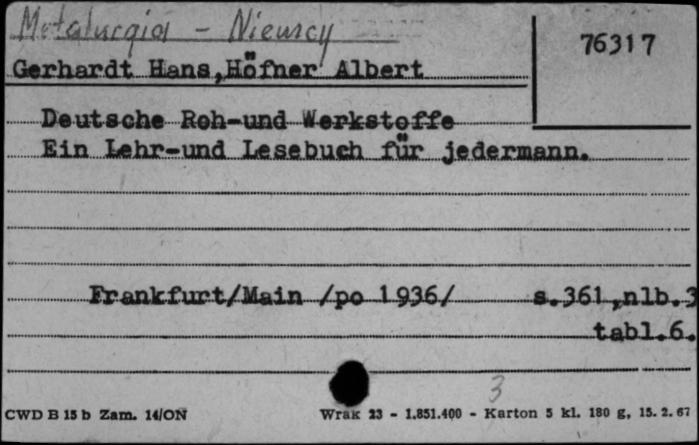 Metalurgia - Niemcy
76317
Gerhardt Hans,Höfner Albert
Deutsche Roh-und Werkstoffe
Ein Lehr-und Lesebuch für jedermann.
Frankfurt/Main /po 1936/ s.361,nlb.3
tabl.6.
3
CWD B 15 b Zam. 14/ON Wrak 23 - 1.851.400 - Karton 5 kl. 180 g, 15.2.67